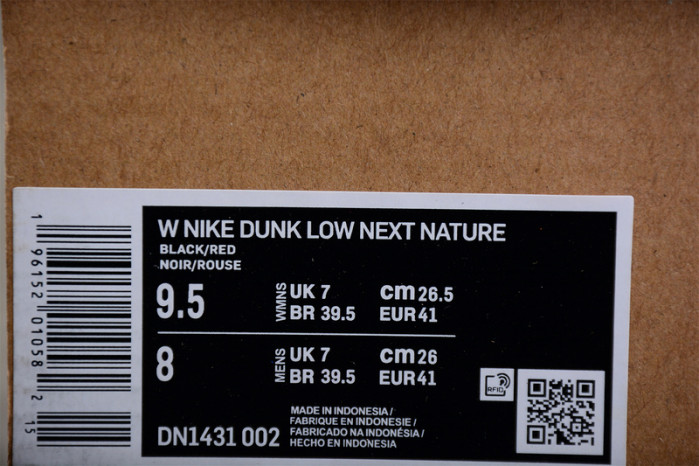 W NIKE DUNK LOW NEXT NATURE
BLACK/RED
NOIR/ROUSE
9.5
WMNS
UK 7 cm 26.5
BR 39.5 EUR 41
8
MENS
UK 7 cm 26
BR 39.5 EUR 41
DN1431 002
MADE IN INDONESIA /
FABRIQUE EN INDONESIE /
FABRICADO NA INDONÉSIA /
HECHO EN INDONESIA
RFID
1 96152 01058 2
15